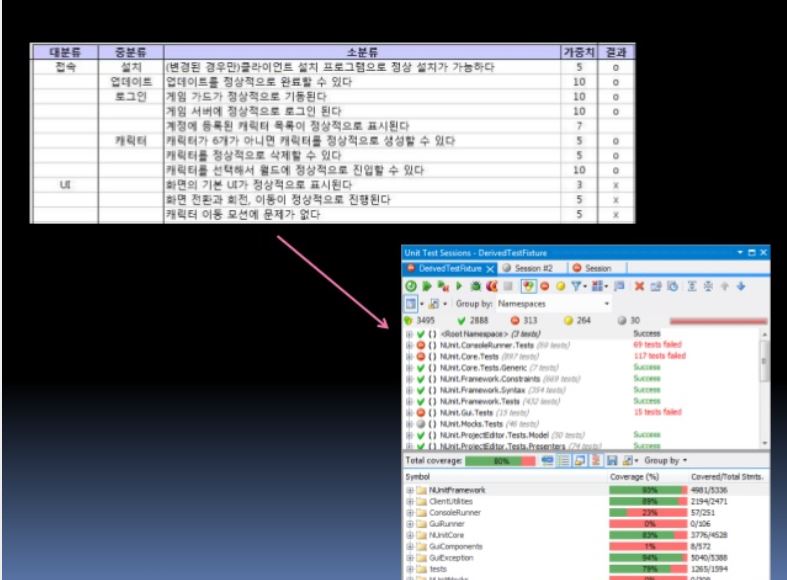 대분류 중분류 소분류 가중치 결과
접속 설치 (변경된 경우만)클라이언트 설치 프로그램으로 정상 설치가 가능하다 5 o
업데이트 업데이트를 정상적으로 완료할 수 있다 10 o
로그인 게임 가드가 정상적으로 기동된다 10 o
게임 서버에 정상적으로 로그인 된다 10 o
계정에 등록된 캐릭터 목록이 정상적으로 표시된다 7
캐릭터 캐릭터가 6개가 아니면 캐릭터를 정상적으로 생성할 수 있다 5 o
캐릭터를 정상적으로 삭제할 수 있다 5 o
캐릭터를 선택해서 월드에 정상적으로 진입할 수 있다 10 o
UI 화면의 기본 UI가 정상적으로 표시된다 3 x
화면 전환과 회전, 이동이 정상적으로 진행된다 5 x
캐릭터 이동 모션에 문제가 없다 5 x
Unit Test Sessions - DerivedTestFixture
DerivedTestFixture Session #2 Session
Group by: Namespaces
3495 2888 313 264 30
{} <Root Namespace> (3 tests) Success
{} NUnit.ConsoleRunner.Tests (69 tests) 69 tests failed
{} NUnit.Core.Tests (897 tests) 117 tests failed
{} NUnit.Core.Tests.Generic (7 tests) Success
{} NUnit.Framework.Constraints (669 tests) Success
{} NUnit.Framework.Syntax (354 tests) Success
{} NUnit.Framework.Tests (432 tests) Success
{} NUnit.Gui.Tests (15 tests) 15 tests failed
{} NUnit.Mocks.Tests (46 tests)
{} NUnit.ProjectEditor.Tests.Model (50 tests) Success
{} NUnit.ProjectEditor.Tests.Presenters (74 tests) Success
Total coverage: 80% Group by
Symbol Coverage (%) Covered/Total Stmts.
NUnitFramework 93% 4981/5336
ClientUtilities 89% 2194/2471
ConsoleRunner 23% 57/251
GuiRunner 0% 0/106
NUnitCore 83% 3776/4528
GuiComponents 1% 8/572
GuiException 94% 5040/5388
tests 79% 1265/1594
NUnitMocks 0%